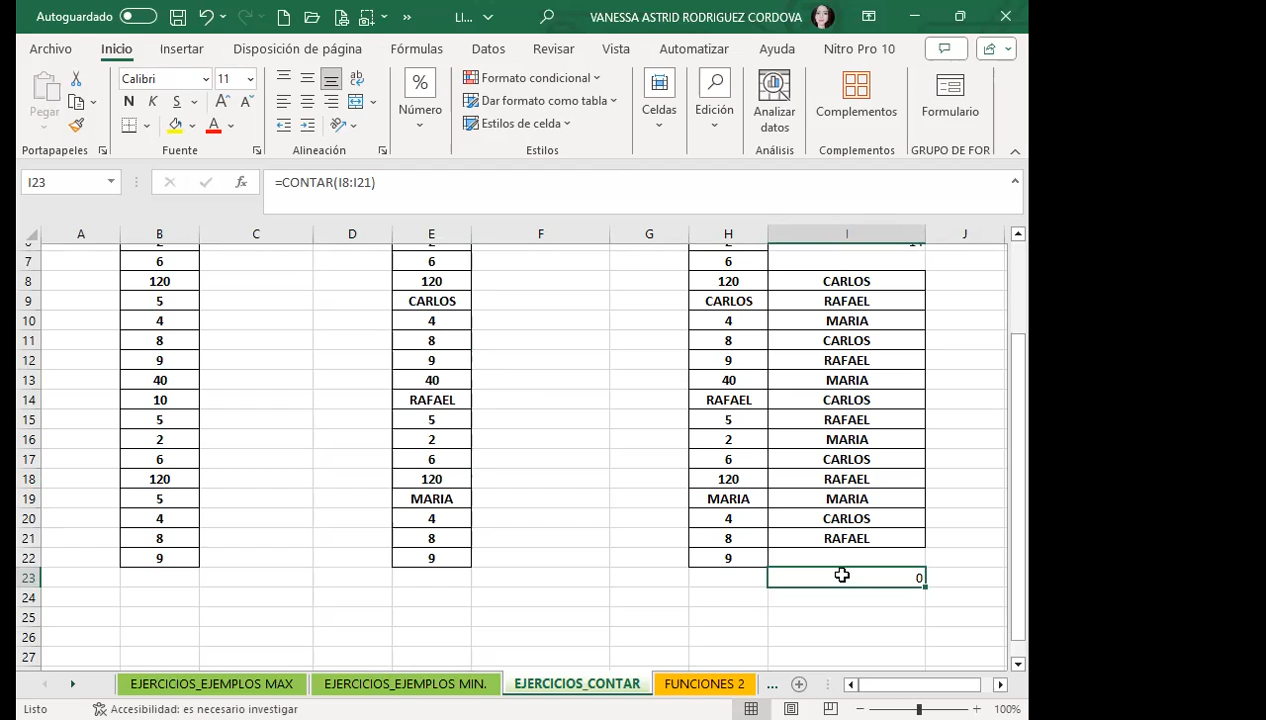 Autoguardado LI... VANESSA ASTRID RODRIGUEZ CORDOVA
Archivo Inicio Insertar Disposición de página Fórmulas Datos Revisar Vista Automatizar Ayuda Nitro Pro 10
Pegar Calibri 11 N K S A A A Número % Formato condicional Dar formato como tabla Estilos de celda Celdas Edición Analizar datos Complementos Formulario
Portapapeles Fuente Alineación Estilos Análisis Complementos GRUPO DE FOR
I23 fx =CONTAR(I8:I21)
A B C D E F G H I J
7 6 6 6
8 120 120 120 CARLOS
9 5 CARLOS CARLOS RAFAEL
10 4 4 4 MARIA
11 8 8 8 CARLOS
12 9 9 9 RAFAEL
13 40 40 40 MARIA
14 10 RAFAEL RAFAEL CARLOS
15 5 5 5 RAFAEL
16 2 2 2 MARIA
17 6 6 6 CARLOS
18 120 120 120 RAFAEL
19 5 MARIA MARIA MARIA
20 4 4 4 CARLOS
21 8 8 8 RAFAEL
22 9 9 9
23 0
24
25
26
27
EJERCICIOS_EJEMPLOS MAX EJERCICIOS_EJEMPLOS MIN. EJERCICIOS_CONTAR FUNCIONES 2 ...
Listo Accesibilidad: es necesario investigar 100%